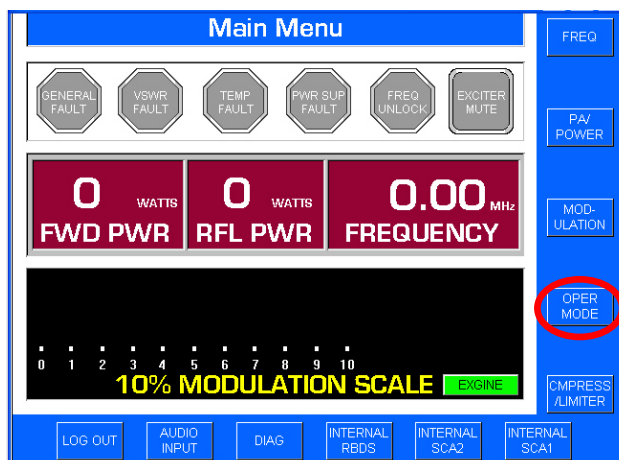 Main Menu
FREQ
GENERAL
FAULT
VSWR
FAULT
TEMP
FAULT
PWR SUP
FAULT
FREQ
UNLOCK
EXCITER
MUTE
PA/
POWER
0 WATTS
FWD PWR
0 WATTS
RFL PWR
0.00 MHz
FREQUENCY
MOD-
ULATION
OPER
MODE
0 1 2 3 4 5 6 7 8 9 10
10% MODULATION SCALE
EXGINE
CMPRESS
/LIMITER
LOG OUT
AUDIO
INPUT
DIAG
INTERNAL
RBDS
INTERNAL
SCA2
INTERNAL
SCA1